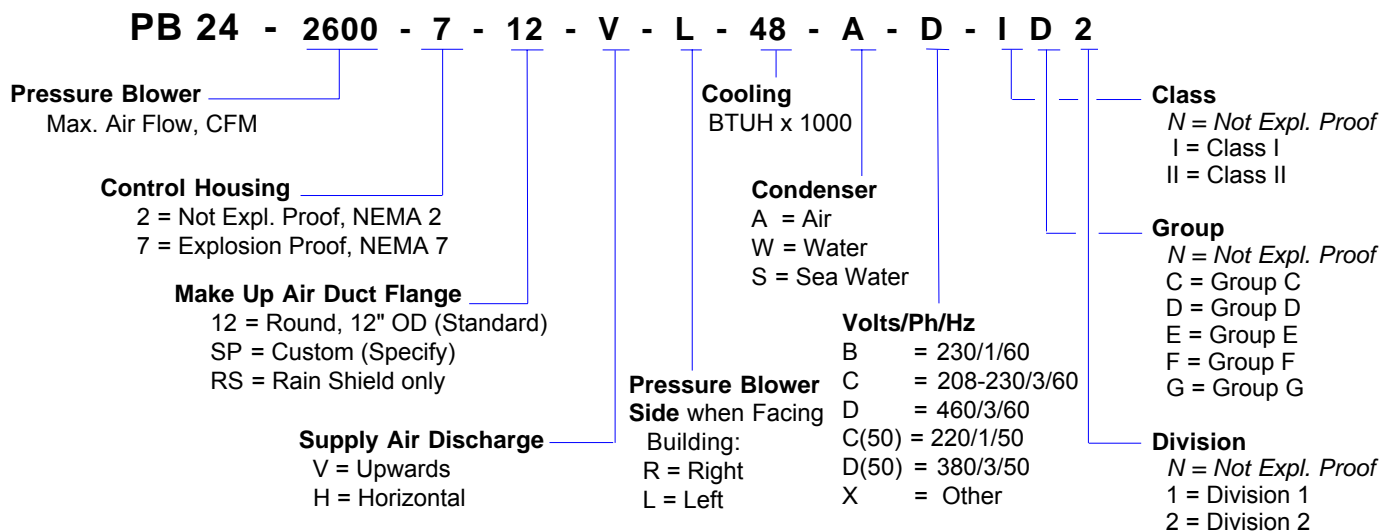 PB 24 - 2600 - 7 - 12 - V - L - 48 - A - D - I D 2
Pressure Blower
Max. Air Flow, CFM
Control Housing
2 = Not Expl. Proof, NEMA 2
7 = Explosion Proof, NEMA 7
Make Up Air Duct Flange
12 = Round, 12" OD (Standard)
SP = Custom (Specify)
RS = Rain Shield only
Supply Air Discharge
V = Upwards
H = Horizontal
Pressure Blower
Side when Facing
Building:
R = Right
L = Left
Cooling
BTUH x 1000
Condenser
A = Air
W = Water
S = Sea Water
Volts/Ph/Hz
B = 230/1/60
C = 208-230/3/60
D = 460/3/60
C(50) = 220/1/50
D(50) = 380/3/50
X = Other
Class
N = Not Expl. Proof
I = Class I
II = Class II
Group
N = Not Expl. Proof
C = Group C
D = Group D
E = Group E
F = Group F
G = Group G
Division
N = Not Expl. Proof
1 = Division 1
2 = Division 2